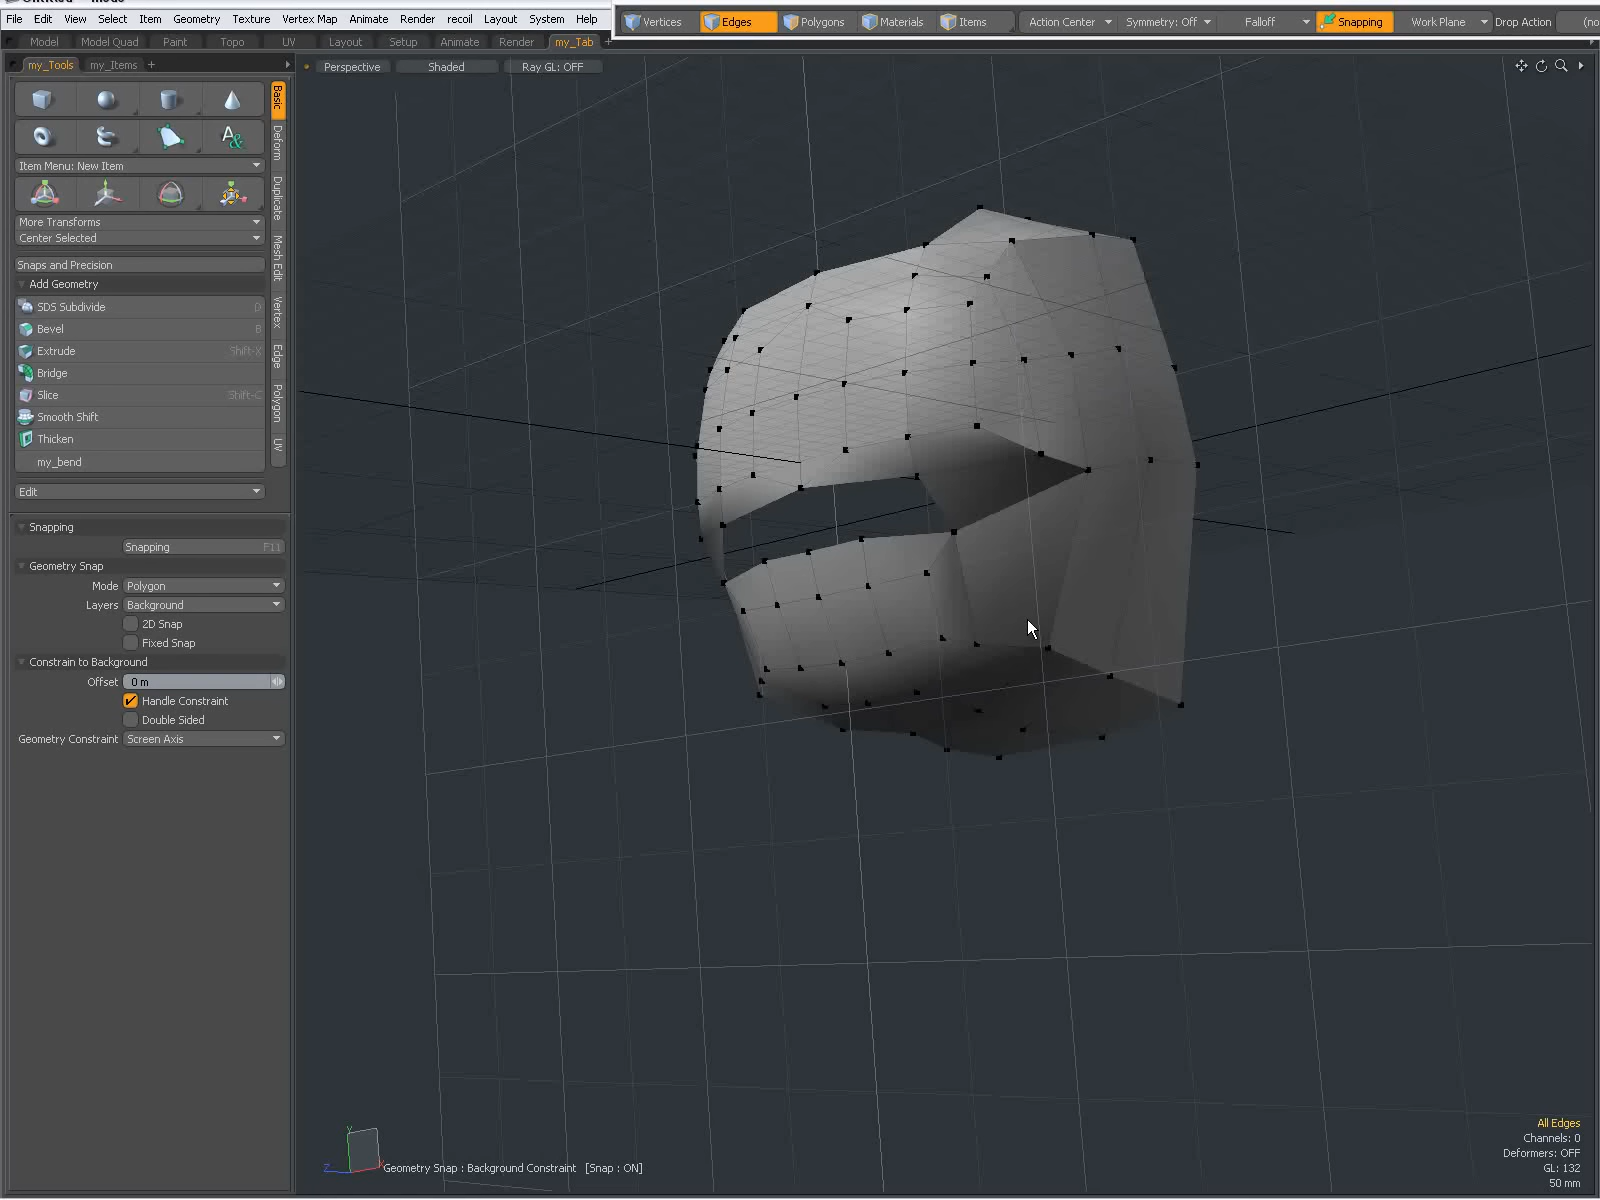 File Edit View Select Item Geometry Texture Vertex Map Animate Render recoil Layout System Help
Vertices Edges Polygons Materials Items Action Center Symmetry: Off Falloff Snapping Work Plane Drop Action (no
Model Model Quad Paint Topo UV Layout Setup Animate Render my_Tab +
my_Tools my_Items +
Perspective Shaded Ray GL: OFF
Basic
Deform
Duplicate
Mesh Edit
Vertex
Edge
Polygon
UV
A&
Item Menu: New Item
More Transforms
Center Selected
Snaps and Precision
Add Geometry
SDS Subdivide D
Bevel B
Extrude Shift-X
Bridge
Slice Shift-C
Smooth Shift
Thicken
my_bend
Edit
Snapping
Snapping F11
Geometry Snap
Mode Polygon
Layers Background
2D Snap
Fixed Snap
Constrain to Background
Offset 0 m
Handle Constraint
Double Sided
Geometry Constraint Screen Axis
Y
Z
X
Geometry Snap : Background Constraint [Snap : ON]
All Edges
Channels: 0
Deformers: OFF
GL: 132
50 mm